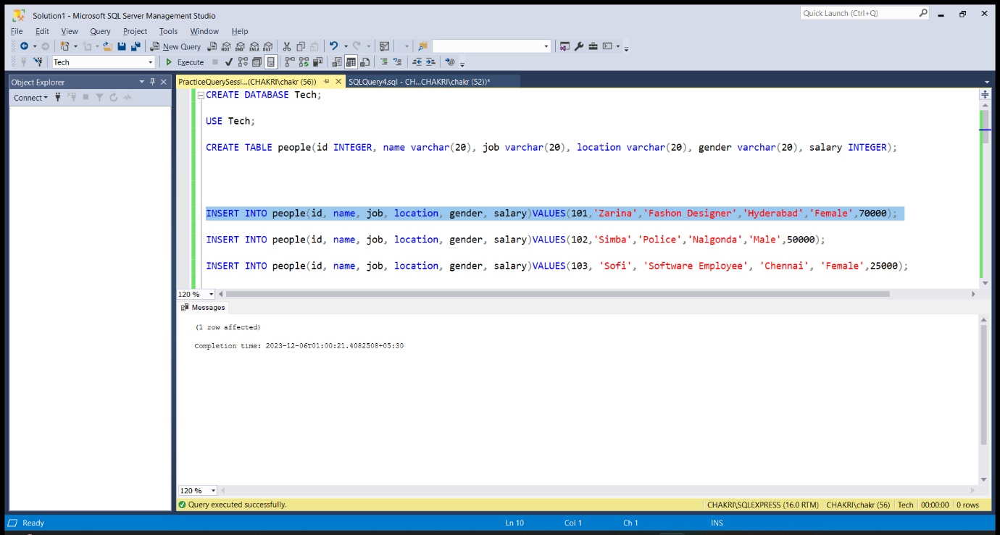 Solution1 - Microsoft SQL Server Management Studio
Quick Launch (Ctrl+Q)
File Edit View Query Project Tools Window Help
New Query MDX DMX XMLA DAX
Tech Execute
Object Explorer
PracticeQuerySessi...(CHAKRI\chakr (56)) SQLQuery4.sql - CH...CHAKRI\chakr (52))*
Connect
CREATE DATABASE Tech;
USE Tech;
CREATE TABLE people(id INTEGER, name varchar(20), job varchar(20), location varchar(20), gender varchar(20), salary INTEGER);
INSERT INTO people(id, name, job, location, gender, salary)VALUES(101,'Zarina','Fashon Designer','Hyderabad','Female',70000);
INSERT INTO people(id, name, job, location, gender, salary)VALUES(102,'Simba','Police','Nalgonda','Male',50000);
INSERT INTO people(id, name, job, location, gender, salary)VALUES(103, 'Sofi', 'Software Employee', 'Chennai', 'Female',25000);
120 %
Messages
(1 row affected)
Completion time: 2023-12-06T01:00:21.4082508+05:30
120 %
Query executed successfully. CHAKRI\SQLEXPRESS (16.0 RTM) CHAKRI\chakr (56) Tech 00:00:00 0 rows
Ready Ln 10 Col 1 Ch 1 INS